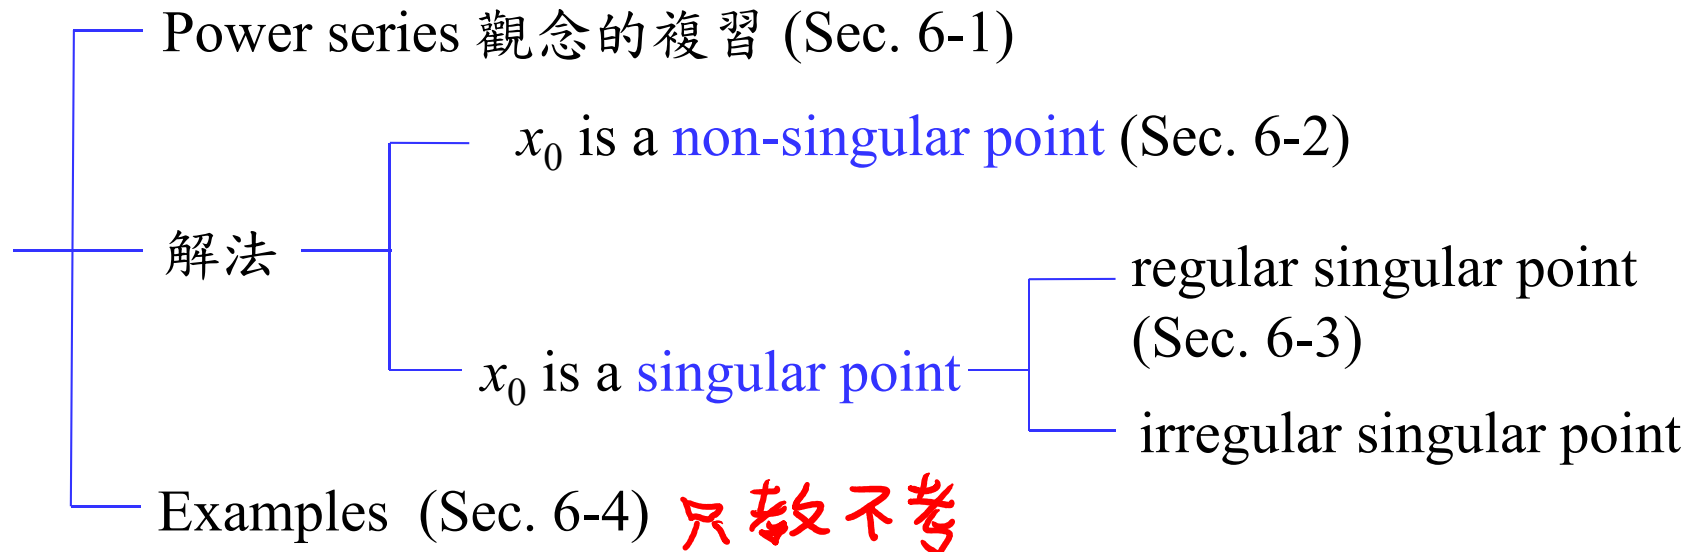 Power series 觀念的複習 (Sec. 6-1)
x₀ is a non-singular point (Sec. 6-2)
解法
regular singular point
(Sec. 6-3)
x₀ is a singular point
irregular singular point
Examples (Sec. 6-4) 只教不考